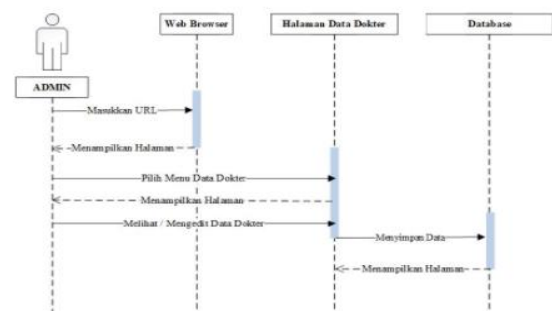 Web Browser
Halaman Data Dokter
Database
ADMIN
Masukkan URL
Menampilkan Halaman
Pilih Menu Data Dokter
Menampilkan Halaman
Melihat / Mengedit Data Dokter
Menyimpan Data
Menampilkan Halaman